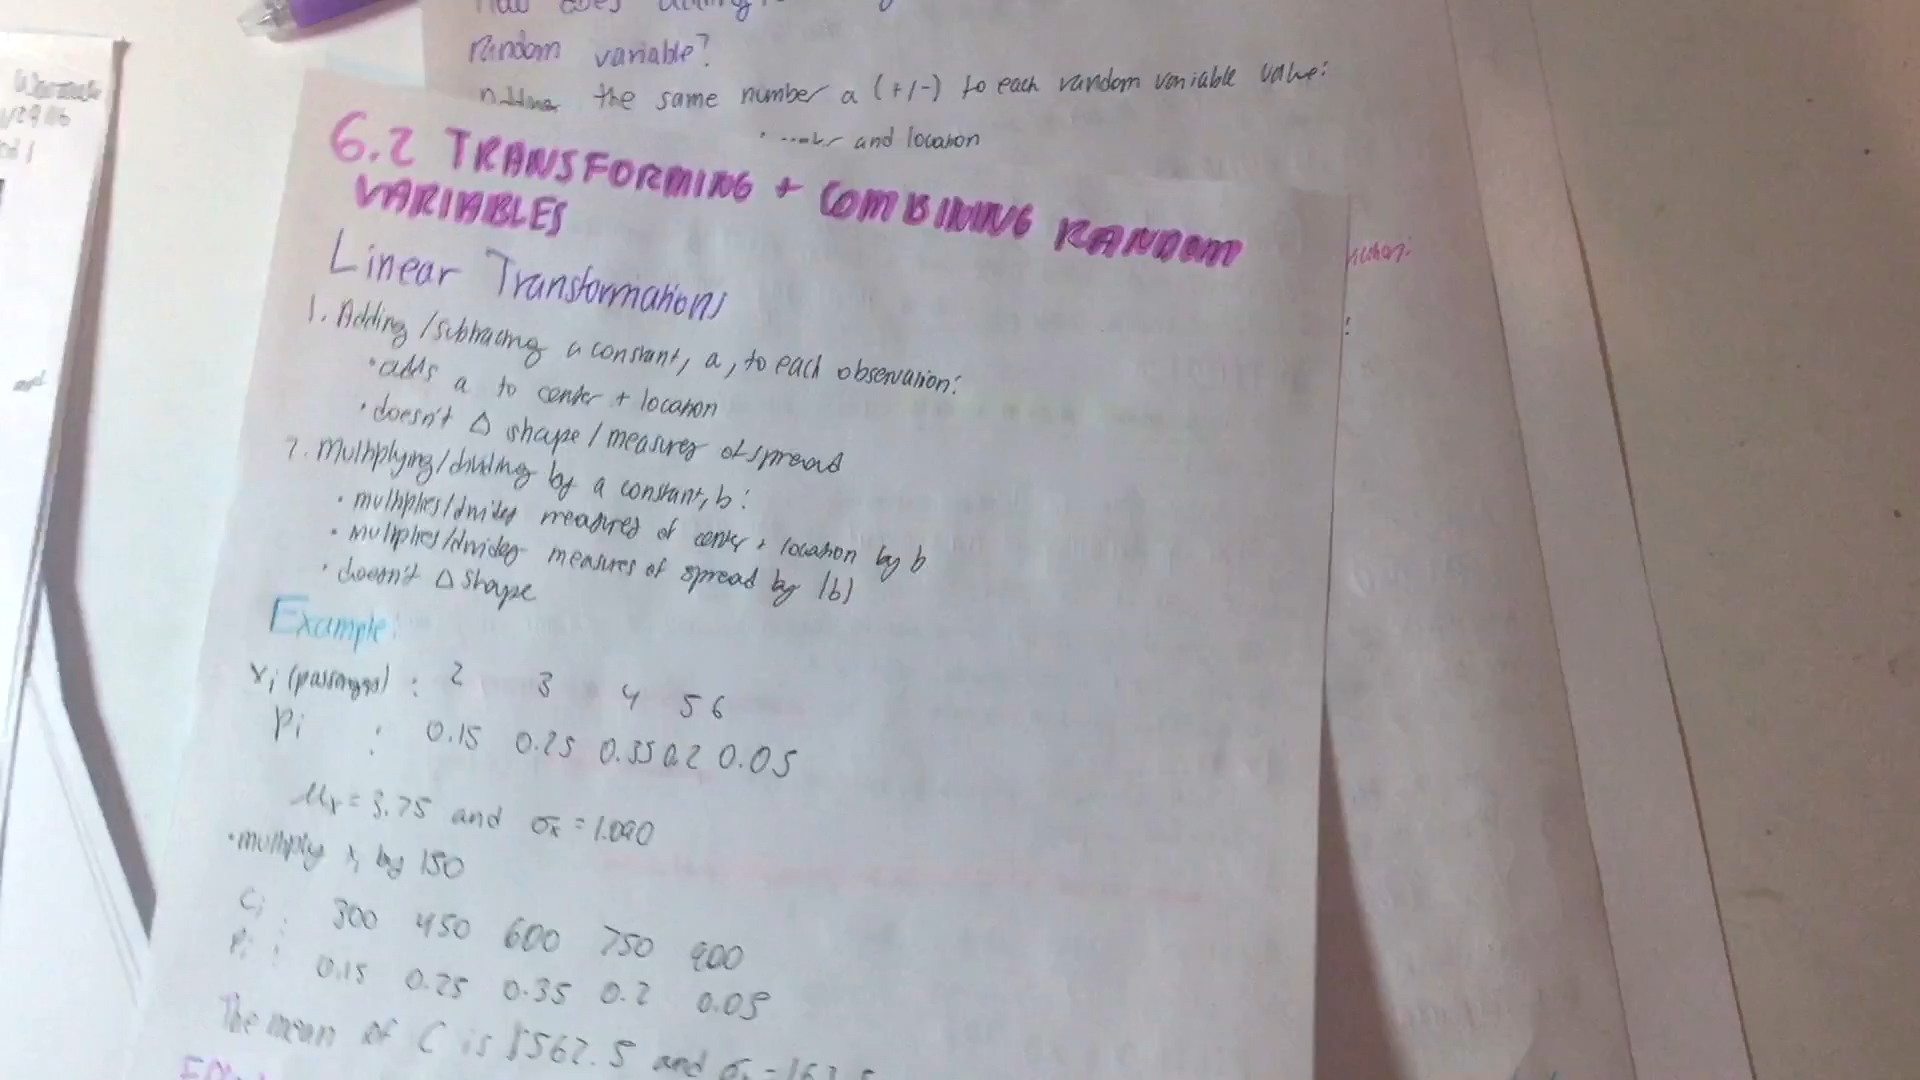 random variable?
the same number a (+/-) to each random variable value:
and location
6.2 TRANSFORMING + COMBINING RANDOM
VARIABLES
Linear Transformations
1. Adding/subtracting a constant, a, to each observation:
• adds a to center + location
• doesn't Δ shape/measures of spread
2. Multiplying/dividing by a constant, b:
• multiplies/divides measures of center + location by b
• multiplies/divides measures of spread by |b|
• doesn't Δ shape
Example:
xi (passengers) : 2 3 4 5 6
Pi : 0.15 0.25 0.35 0.2 0.05
μx = 3.75 and σx = 1.090
• multiply xi by 150
Ci : 300 450 600 750 900
Pi : 0.15 0.25 0.35 0.2 0.05
The mean of C is $562.5 and